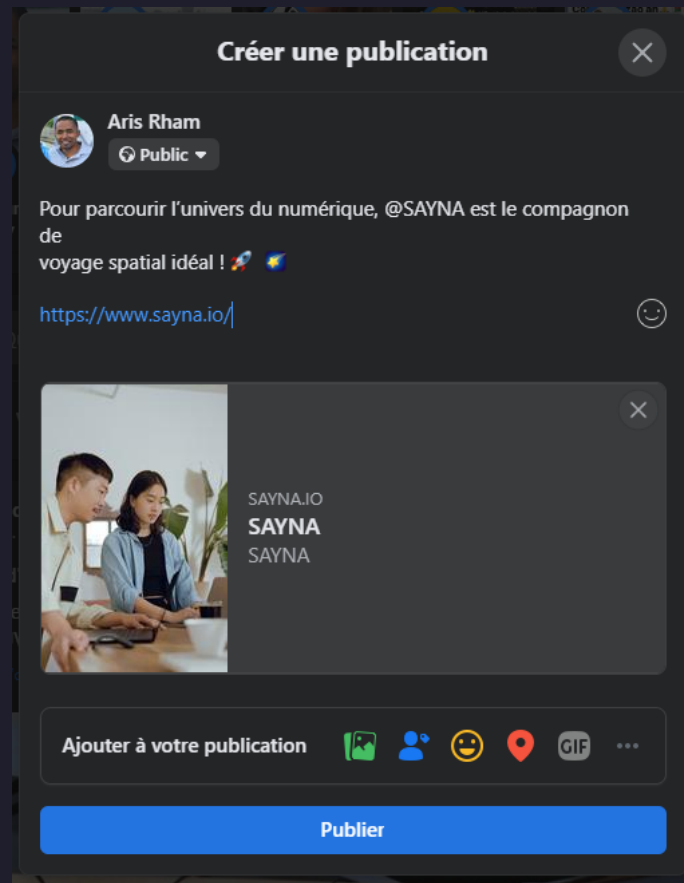 Créer une publication
Aris Rham
Public
Pour parcourir l’univers du numérique, @SAYNA est le compagnon
de
voyage spatial idéal ! 🚀 🌠
https://www.sayna.io/
SAYNA.IO
SAYNA
SAYNA
Ajouter à votre publication
GIF
Publier